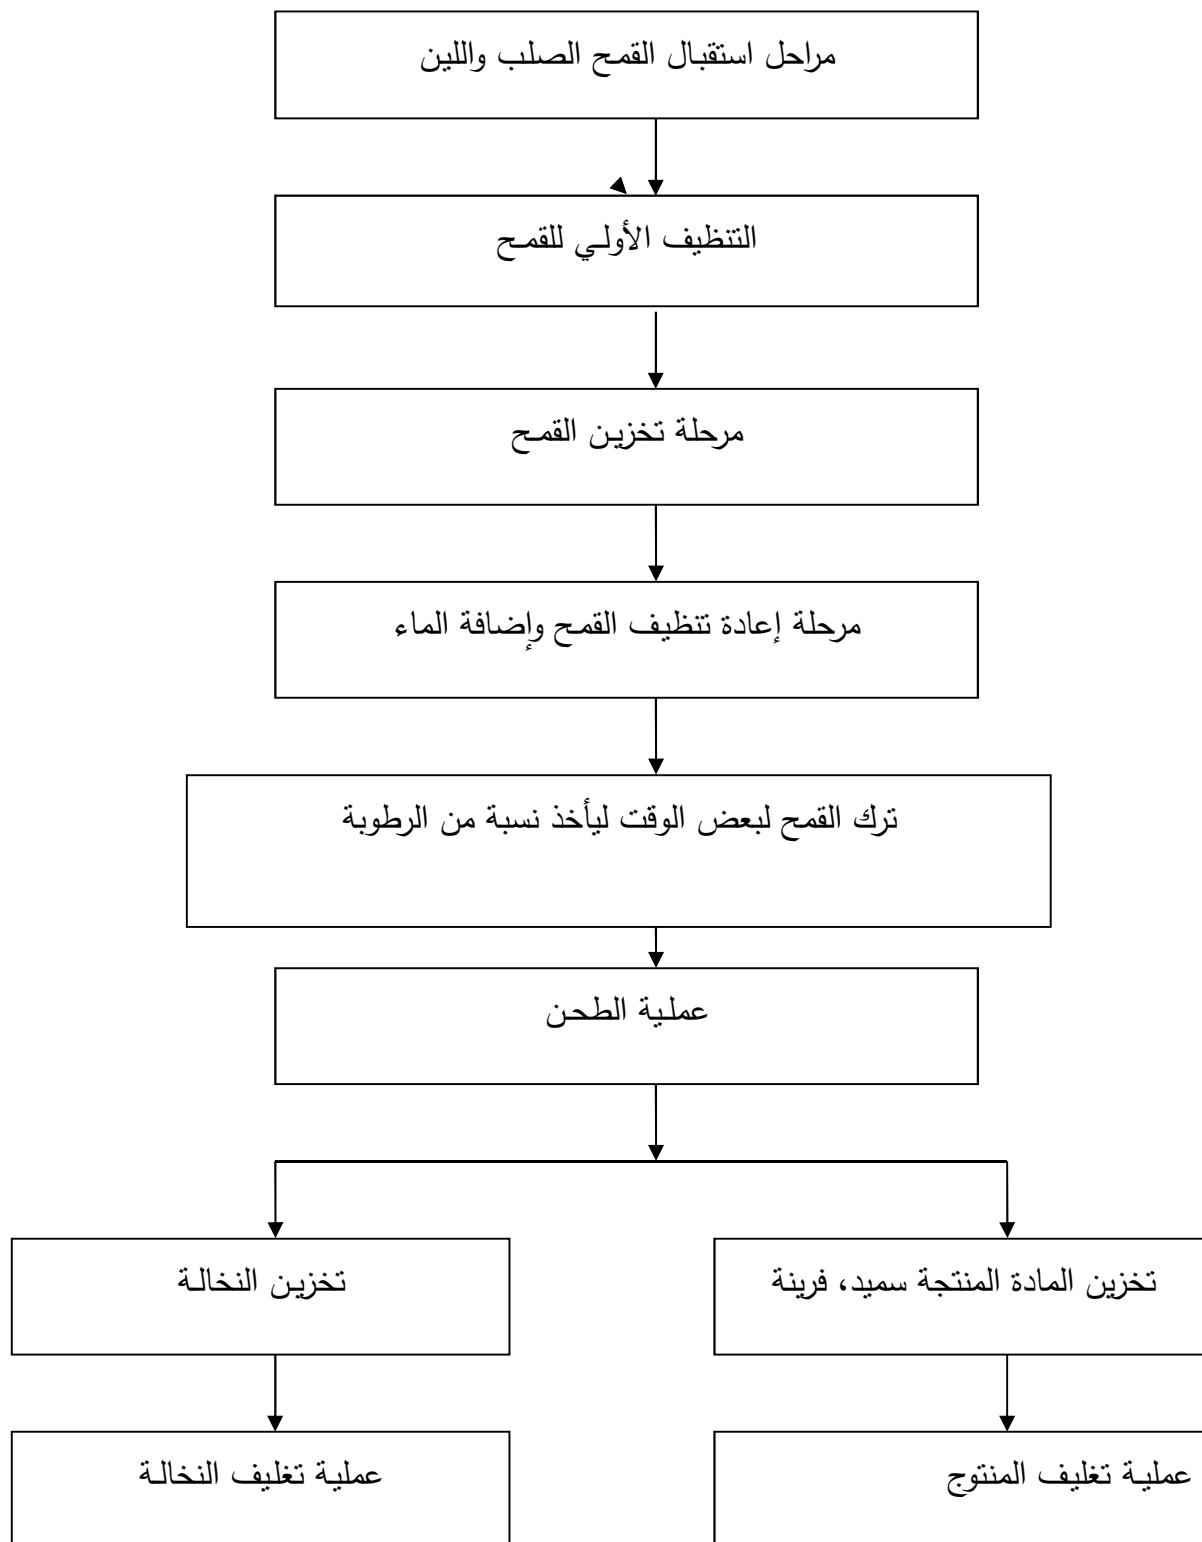 مراحل استقبال القمح الصلب واللين
التنظيف الأولي للقمح
مرحلة تخزين القمح
مرحلة إعادة تنظيف القمح وإضافة الماء
ترك القمح لبعض الوقت ليأخذ نسبة من الرطوبة
عملية الطحن
تخزين المادة المنتجة سميد، فرينة
تخزين النخالة
عملية تغليف المنتوج
عملية تغليف النخالة